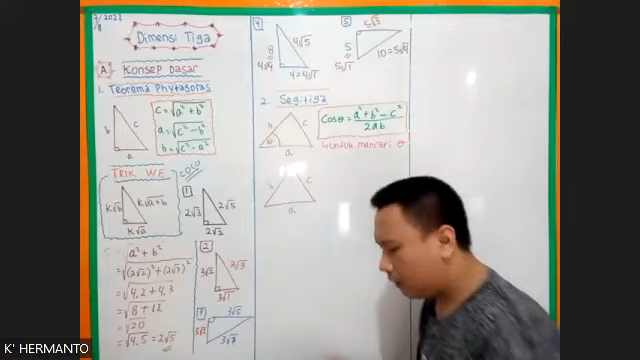 7/2022
8
Dimensi Tiga
A. Konsep Dasar
1. Teorema Phytagoras
b
c
a
c = √a² + b²
a = √c² - b²
b = √c² - a²
TRIK WE
COLO
k√b
k√a+b
k√a
= √a² + b²
= √(2√2)² + (2√3)²
= √4.2 + 4.3
= √8 + 12
= √20
= √4.5 = 2√5
1
2√3
2√5
2√2
2
3√2
3√3
3√1
3
3√5
3√2
3√7
4
8
4√4
4√5
4 = 4√1
5
5√3
5
5√1
10 = 5√4
2. Segitiga
b
c
θ
a
Cos θ = a² + b² - c²
2ab
untuk mencari θ
b
c
a
K' HERMANTO